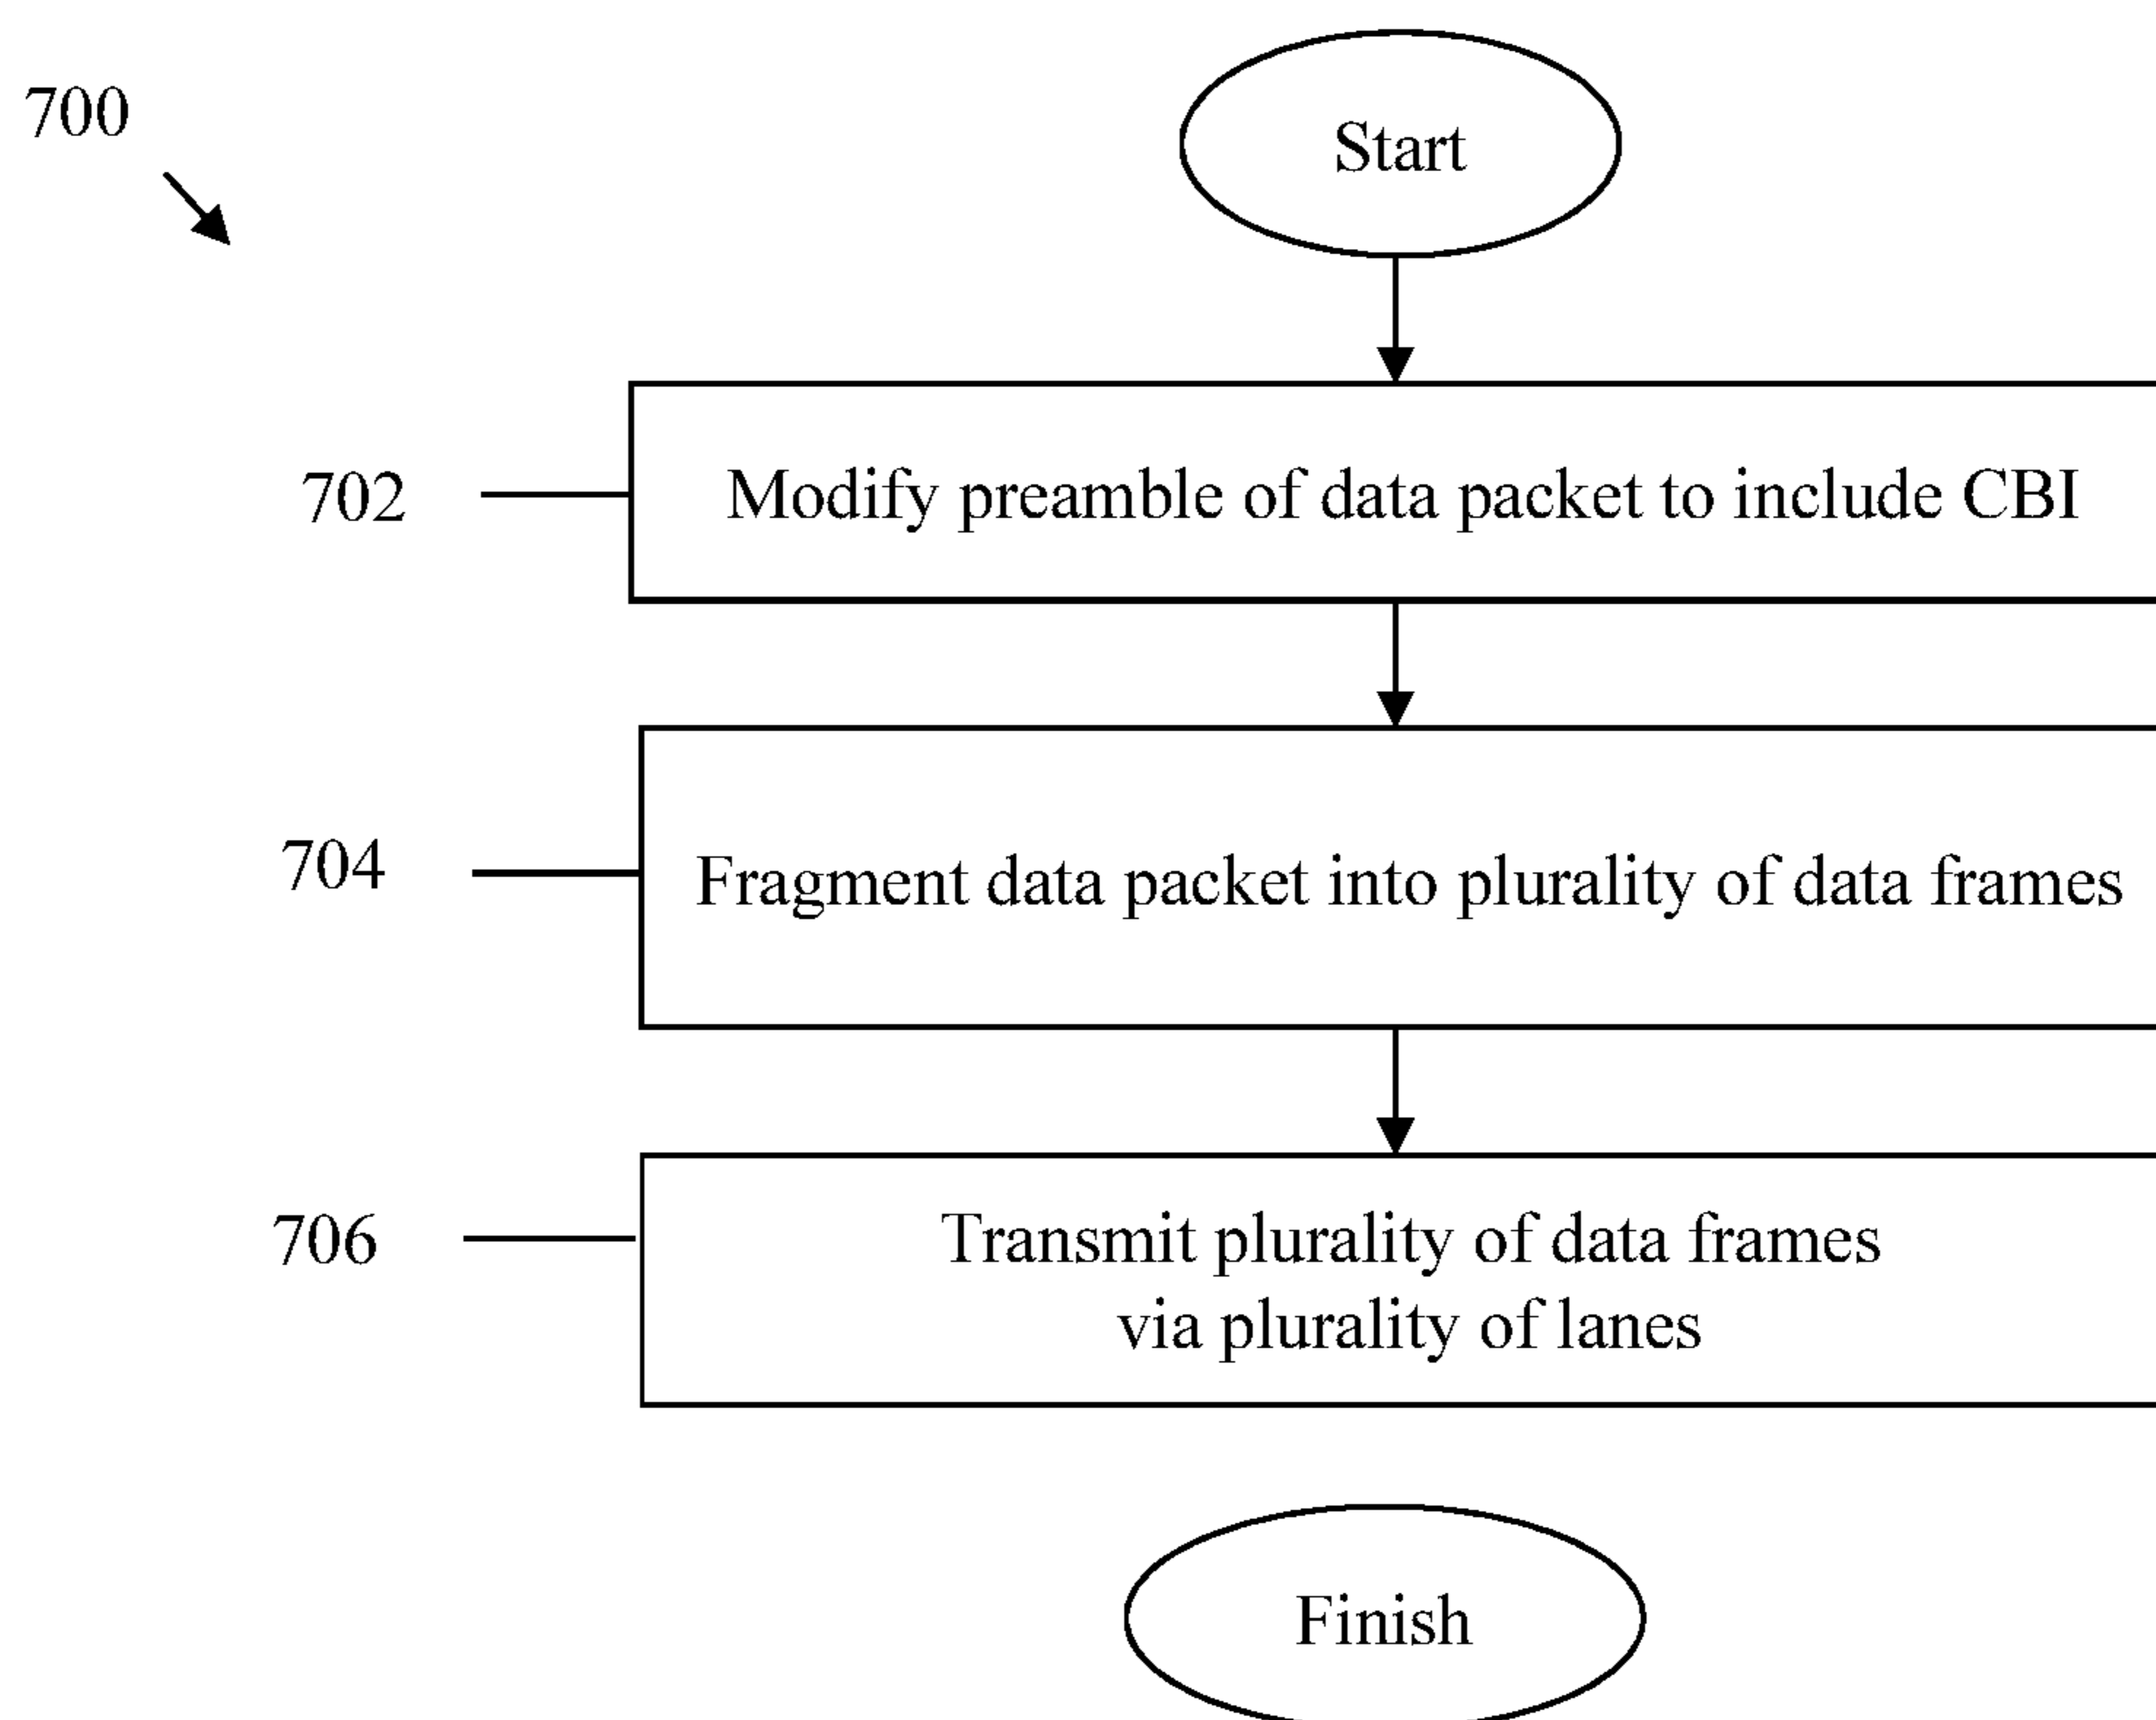 700
Start
702
Modify preamble of data packet to include CBI
704
Fragment data packet into plurality of data frames
706
Transmit plurality of data frames
via plurality of lanes
Finish